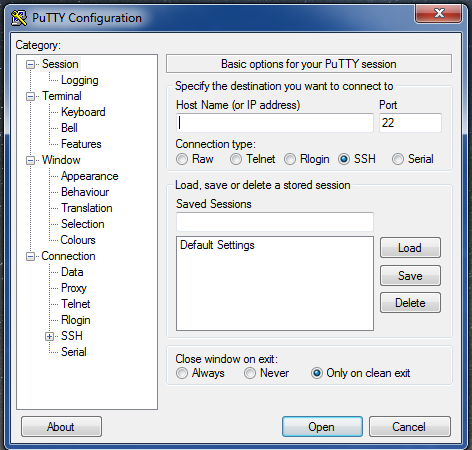 PuTTY Configuration
Category:
Session
Logging
Terminal
Keyboard
Bell
Features
Window
Appearance
Behaviour
Translation
Selection
Colours
Connection
Data
Proxy
Telnet
Rlogin
SSH
Serial
Basic options for your PuTTY session
Specify the destination you want to connect to
Host Name (or IP address) Port
22
Connection type:
Raw Telnet Rlogin SSH Serial
Load, save or delete a stored session
Saved Sessions
Default Settings
Load
Save
Delete
Close window on exit:
Always Never Only on clean exit
About Open Cancel